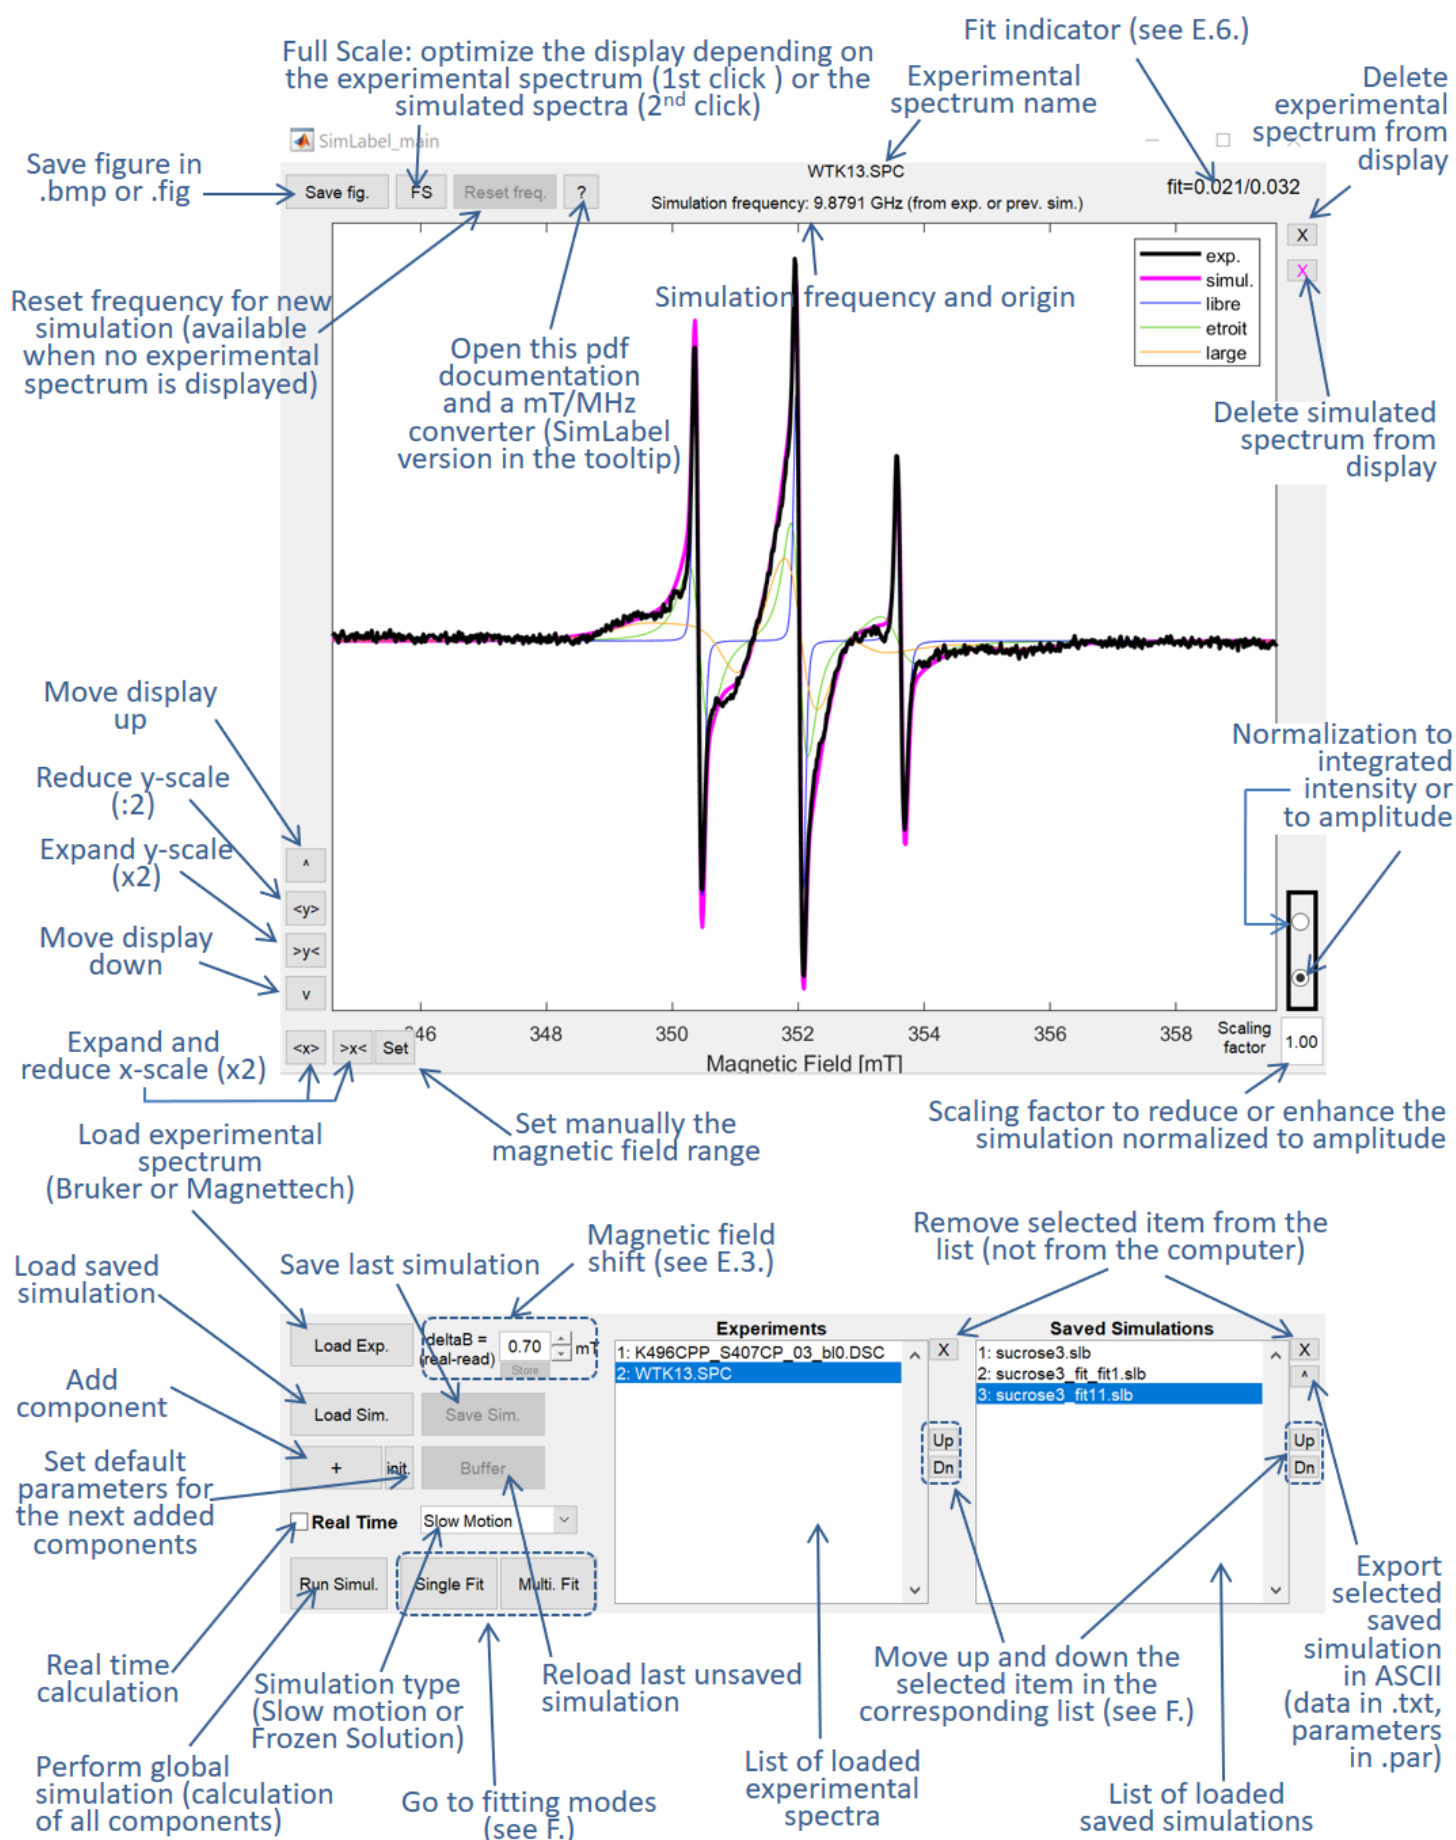 Fit indicator (see E.6.)
Full Scale: optimize the display depending on
the experimental spectrum (1st click ) or the
simulated spectra (2nd click)
Experimental
spectrum name
Delete
experimental
spectrum from
display
SimLabel_main
Save figure in
.bmp or .fig
Save fig.
FS
Reset freq.
?
WTK13.SPC
Simulation frequency: 9.8791 GHz (from exp. or prev. sim.)
fit=0.021/0.032
X
X
exp.
simul.
libre
etroit
large
Simulation frequency and origin
Reset frequency for new
simulation (available
when no experimental
spectrum is displayed)
Open this pdf
documentation
and a mT/MHz
converter (SimLabel
version in the tooltip)
Delete simulated
spectrum from
display
Move display
up
Reduce y-scale
(:2)
Expand y-scale
(x2)
Move display
down
^
<y>
>y<
v
Normalization to
integrated
intensity or
to amplitude
Expand and
reduce x-scale (x2)
<x>
>x<
Set
46 348 350 352 354 356 358
Magnetic Field [mT]
Scaling
factor
1.00
Set manually the
magnetic field range
Scaling factor to reduce or enhance the
simulation normalized to amplitude
Load experimental
spectrum
(Bruker or Magnettech)
Load saved
simulation
Save last simulation
Magnetic field
shift (see E.3.)
Remove selected item from the
list (not from the computer)
Load Exp.
deltaB =
(real-read)
0.70
mT
Store
Experiments
1: K496CPP_S407CP_03_bl0.DSC
2: WTK13.SPC
X
Saved Simulations
1: sucrose3.slb
2: sucrose3_fit_fit1.slb
3: sucrose3_fit11.slb
X
^
Add
component
Load Sim.
Save Sim.
Set default
parameters for
the next added
components
+
init.
Buffer
Up
Dn
Up
Dn
Real Time
Slow Motion
Run Simul.
Single Fit
Multi. Fit
Real time
calculation
Simulation type
(Slow motion or
Frozen Solution)
Reload last unsaved
simulation
Move up and down the
selected item in the
corresponding list (see F.)
Export
selected
saved
simulation
in ASCII
(data in .txt,
parameters
in .par)
Perform global
simulation (calculation
of all components)
Go to fitting modes
(see F.)
List of loaded
experimental
spectra
List of loaded
saved simulations